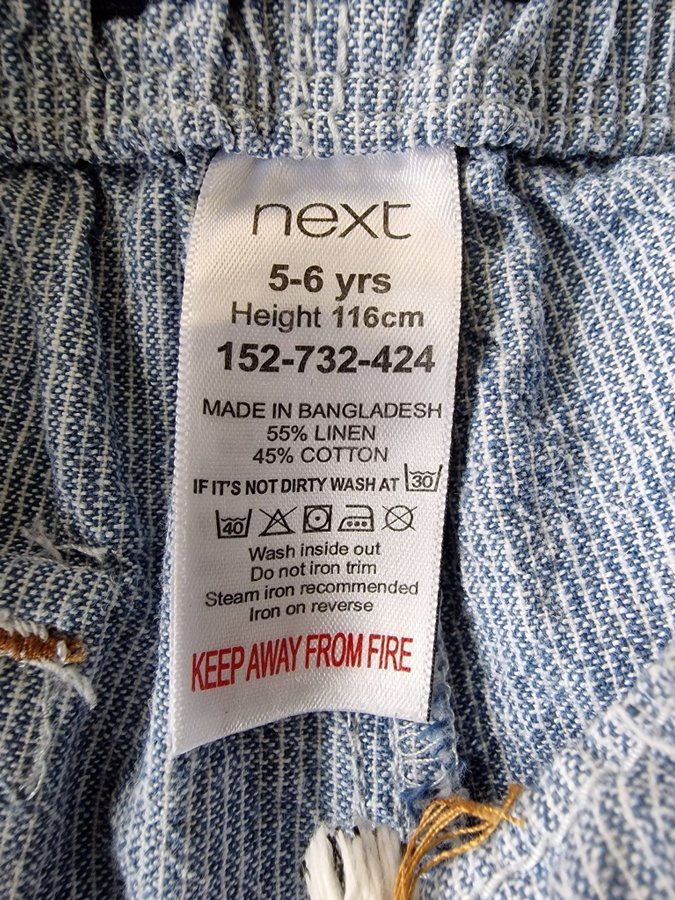 next
5-6 yrs
Height 116cm
152-732-424
MADE IN BANGLADESH
55% LINEN
45% COTTON
IF IT'S NOT DIRTY WASH AT 30
40
Wash inside out
Do not iron trim
Steam iron recommended
Iron on reverse
KEEP AWAY FROM FIRE